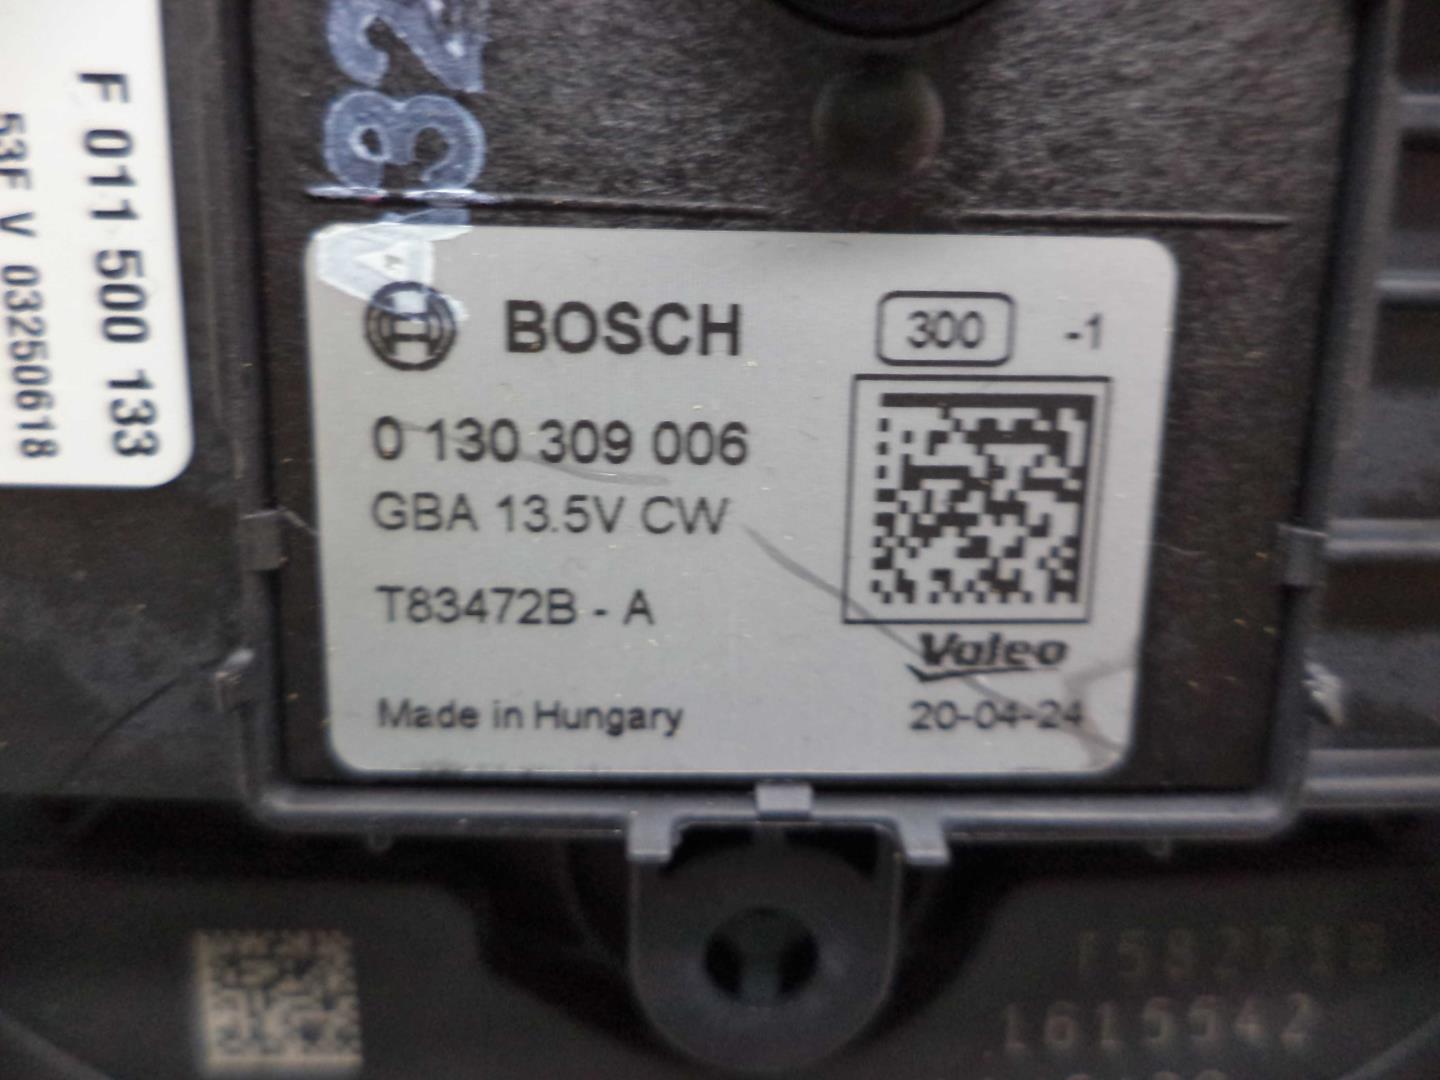 F 011 500 133
53F V 03250618
BOSCH
300 -1
0 130 309 006
GBA 13.5V CW
T83472B - A
Valeo
Made in Hungary
20-04-24
1615542